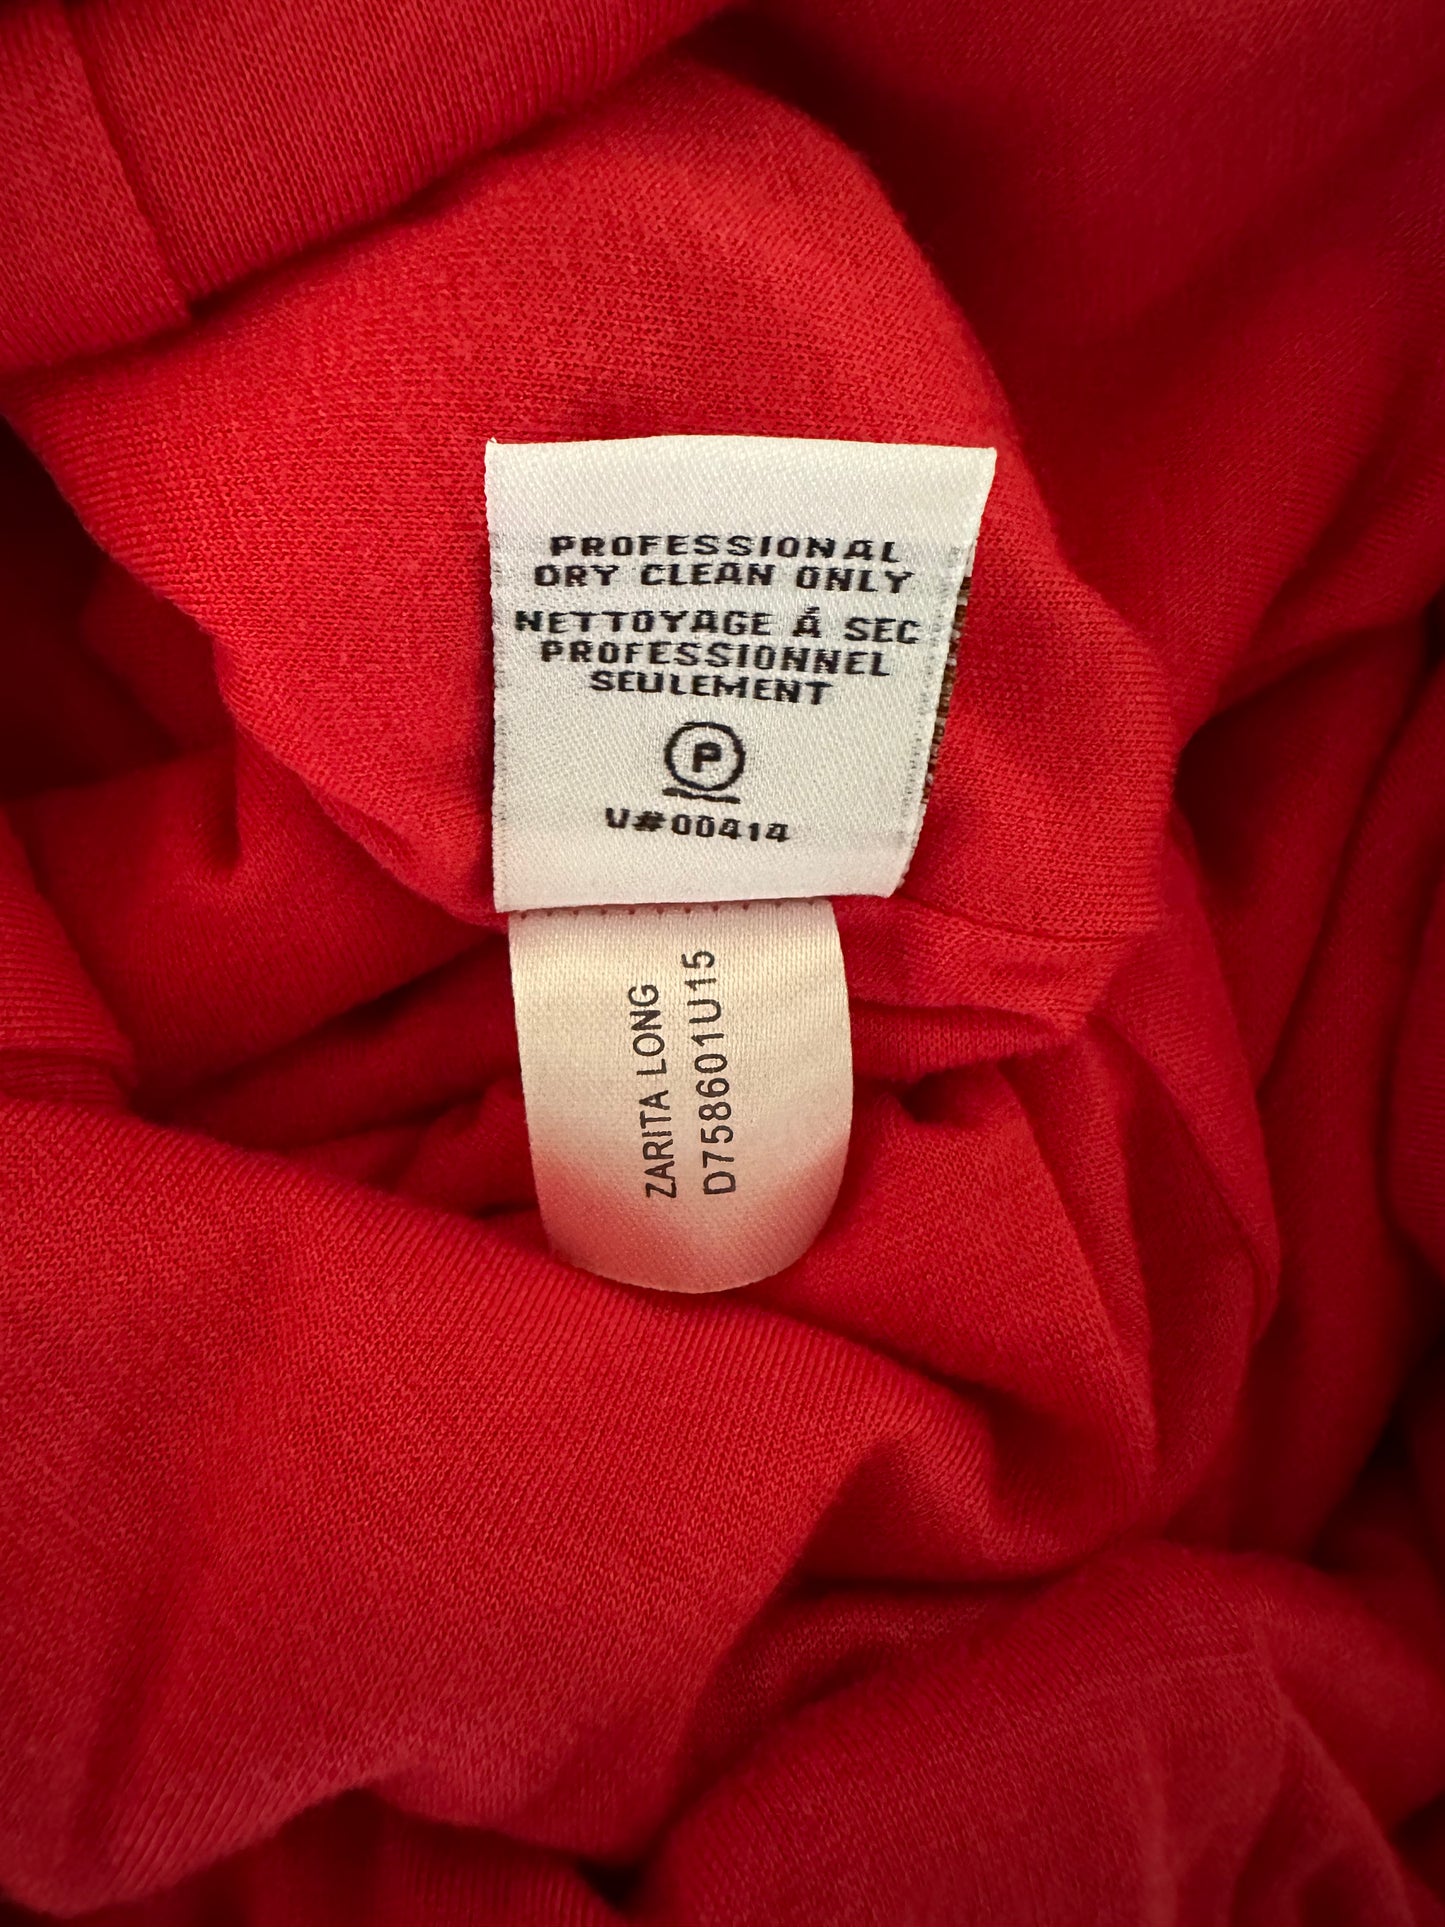 PROFESSIONAL
DRY CLEAN ONLY
NETTOYAGE Á SEC
PROFESSIONNEL
SEULEMENT
P
V#00414
ZARITA LONG
D758601U15